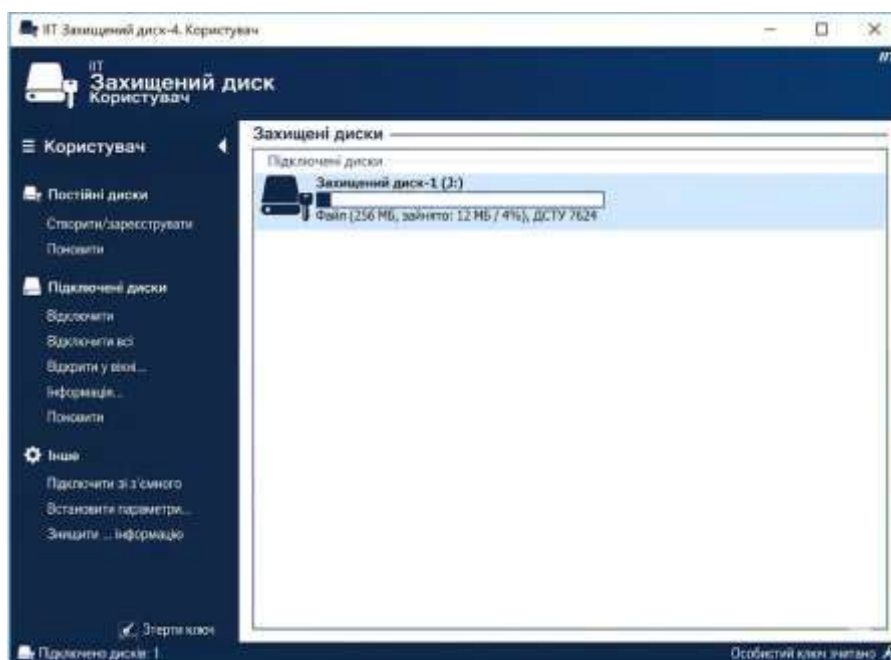 ІІТ Захищений диск-4. Користувач
ІІТ
Захищений диск
Користувач
Користувач
Постійні диски
Створити/зареєструвати
Поновити
Підключені диски
Відключити
Відключити всі
Відкрити у вікні...
Інформація...
Поновити
Інше
Підключити зі з'ємного
Встановити параметри...
Знищити ... інформацію
Зтерти ключ
Захищені диски
Підключені диски
Захищений диск-1 (J:)
Файл (256 МБ, зайнято: 12 МБ / 4%), ДСТУ 7624
Підключено дисків: 1
Особистий ключ зчитано